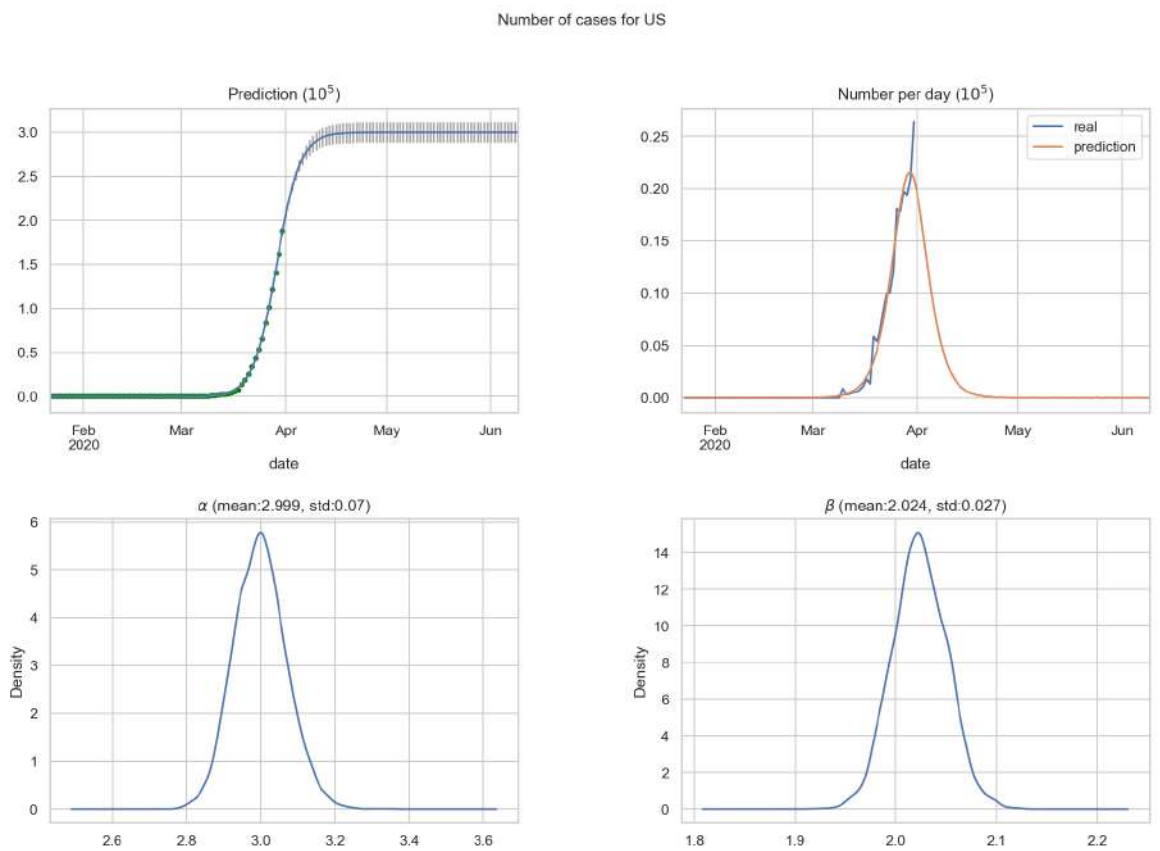 Number of cases for US
Prediction (10⁵)
3.0
2.5
2.0
1.5
1.0
0.5
0.0
Feb
2020
Mar
Apr
May
Jun
date
Number per day (10⁵)
real
prediction
0.25
0.20
0.15
0.10
0.05
0.00
Feb
2020
Mar
Apr
May
Jun
date
α (mean:2.999, std:0.07)
Density
6
5
4
3
2
1
0
2.6
2.8
3.0
3.2
3.4
3.6
β (mean:2.024, std:0.027)
Density
14
12
10
8
6
4
2
0
1.8
1.9
2.0
2.1
2.2